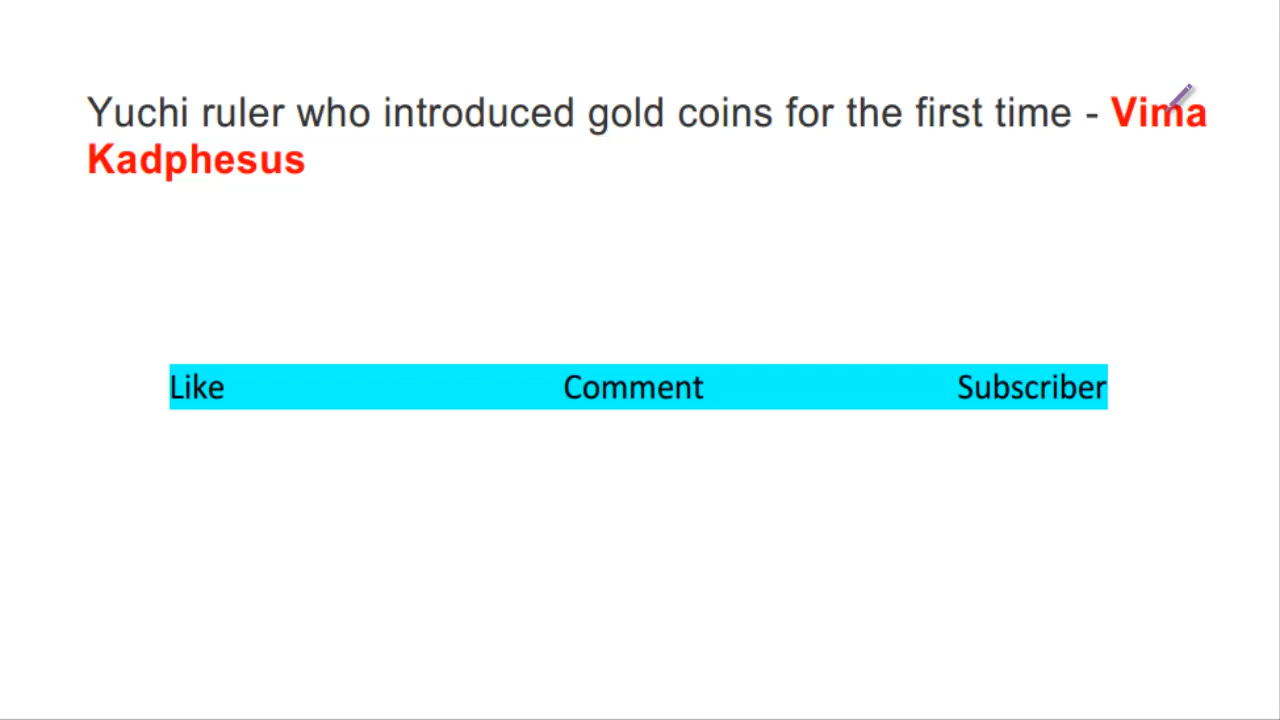 Yuchi ruler who introduced gold coins for the first time - Vima
Kadphesus
Like Comment Subscriber